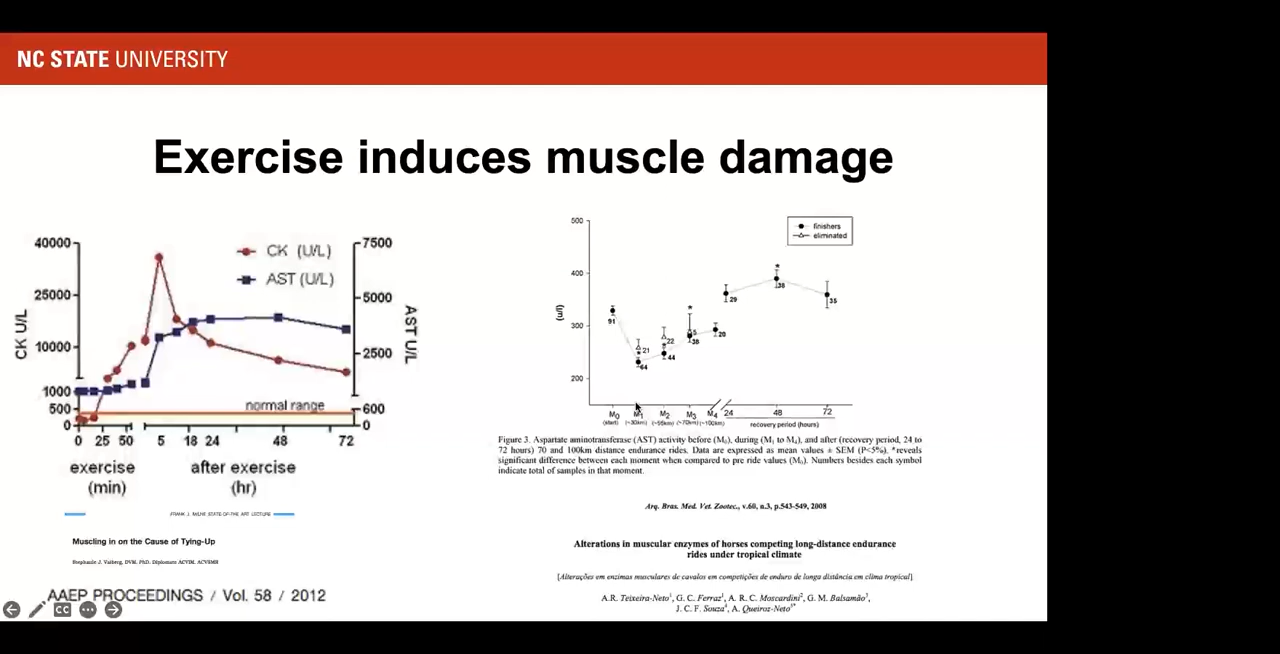 NC STATE UNIVERSITY
Exercise induces muscle damage
40000
25000
10000
1000
500
0
CK U/L
CK (U/L)
AST (U/L)
7500
5000
2500
600
0
AST U/L
normal range
0 25 50 5 18 24 48 72
exercise
(min)
after exercise
(hr)
FRANK J. MILNE STATE-OF-THE-ART LECTURE
Muscling in on the Cause of Tying-Up
Stephanie J. Valberg, DVM, PhD, Diplomate ACVIM, ACVSMR
AAEP PROCEEDINGS / Vol. 58 / 2012
500
400
300
200
(u/l)
finishers
eliminated
91
21
64
22
44
5
38
20
29
38
35
M0 M1 M2 M3 M4 24 48 72
(start) (~30km) (~55km) (~70km) (~100km)
recovery period (hours)
Figure 3. Aspartate aminotransferase (AST) activity before (M0), during (M1 to M4), and after (recovery period, 24 to
72 hours) 70 and 100km distance endurance rides. Data are expressed as mean values ± SEM (P<5%). *reveals
significant difference between each moment when compared to pre ride values (M0). Numbers besides each symbol
indicate total of samples in that moment.
Arq. Bras. Med. Vet. Zootec., v.60, n.3, p.543-549, 2008
Alterations in muscular enzymes of horses competing long-distance endurance
rides under tropical climate
[Alterações em enzimas musculares de cavalos em competições de enduro de longa distância em clima tropical]
A.R. Teixeira-Neto1, G. C. Ferraz1, A. R. C. Moscardini2, G. M. Balsamão3,
J. C. F. Souza4, A. Queiroz-Neto1*
CC